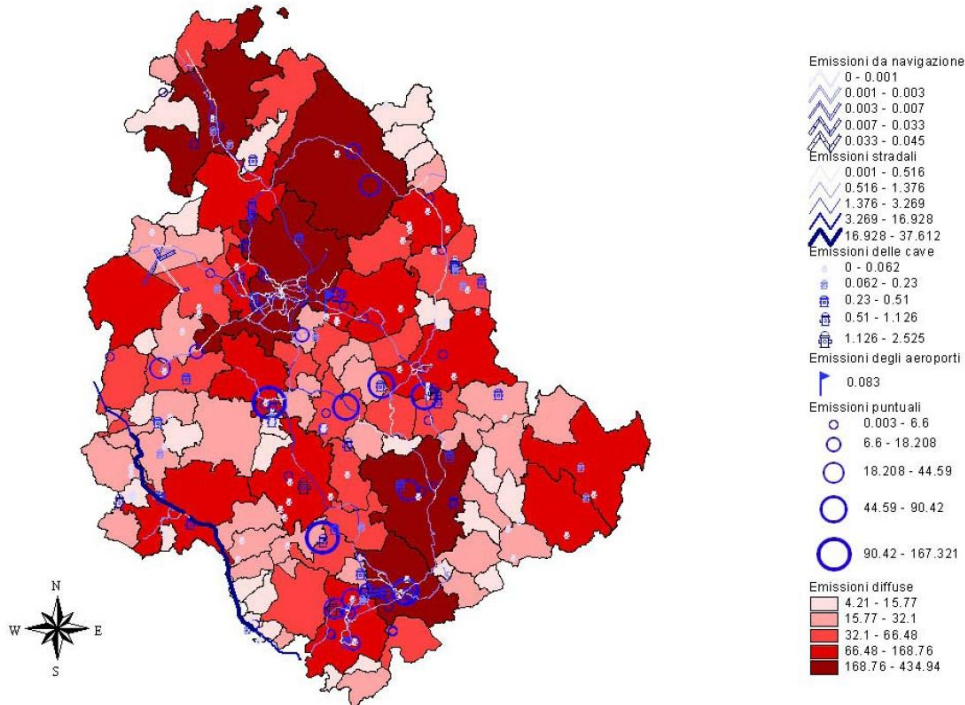 Emissioni da navigazione
0 - 0.001
0.001 - 0.003
0.003 - 0.007
0.007 - 0.033
0.033 - 0.045
Emissioni stradali
0.001 - 0.516
0.516 - 1.376
1.376 - 3.269
3.269 - 16.928
16.928 - 37.612
Emissioni delle cave
0 - 0.062
0.062 - 0.23
0.23 - 0.51
0.51 - 1.126
1.126 - 2.525
Emissioni degli aeroporti
0.083
Emissioni puntuali
0.003 - 6.6
6.6 - 18.208
18.208 - 44.59
44.59 - 90.42
90.42 - 167.321
Emissioni diffuse
4.21 - 15.77
15.77 - 32.1
32.1 - 66.48
66.48 - 168.76
168.76 - 434.94
N
W E
S